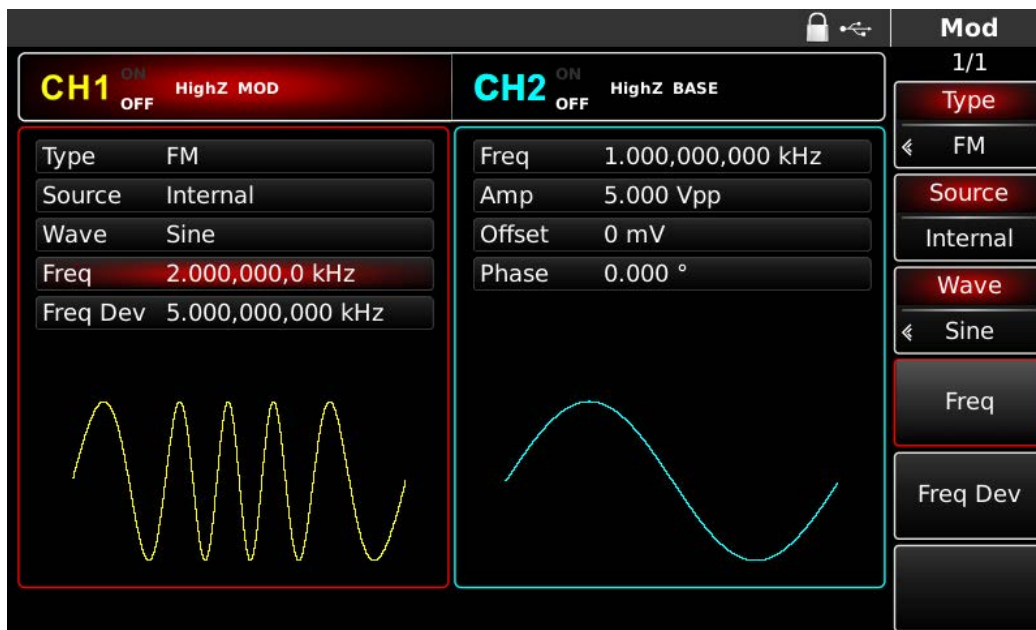 Mod
1/1
CH1 ON OFF HighZ MOD
CH2 ON OFF HighZ BASE
Type FM
Source Internal
Wave Sine
Freq 2.000,000,0 kHz
Freq Dev 5.000,000,000 kHz
Freq 1.000,000,000 kHz
Amp 5.000 Vpp
Offset 0 mV
Phase 0.000 °
Type
FM
Source
Internal
Wave
Sine
Freq
Freq Dev